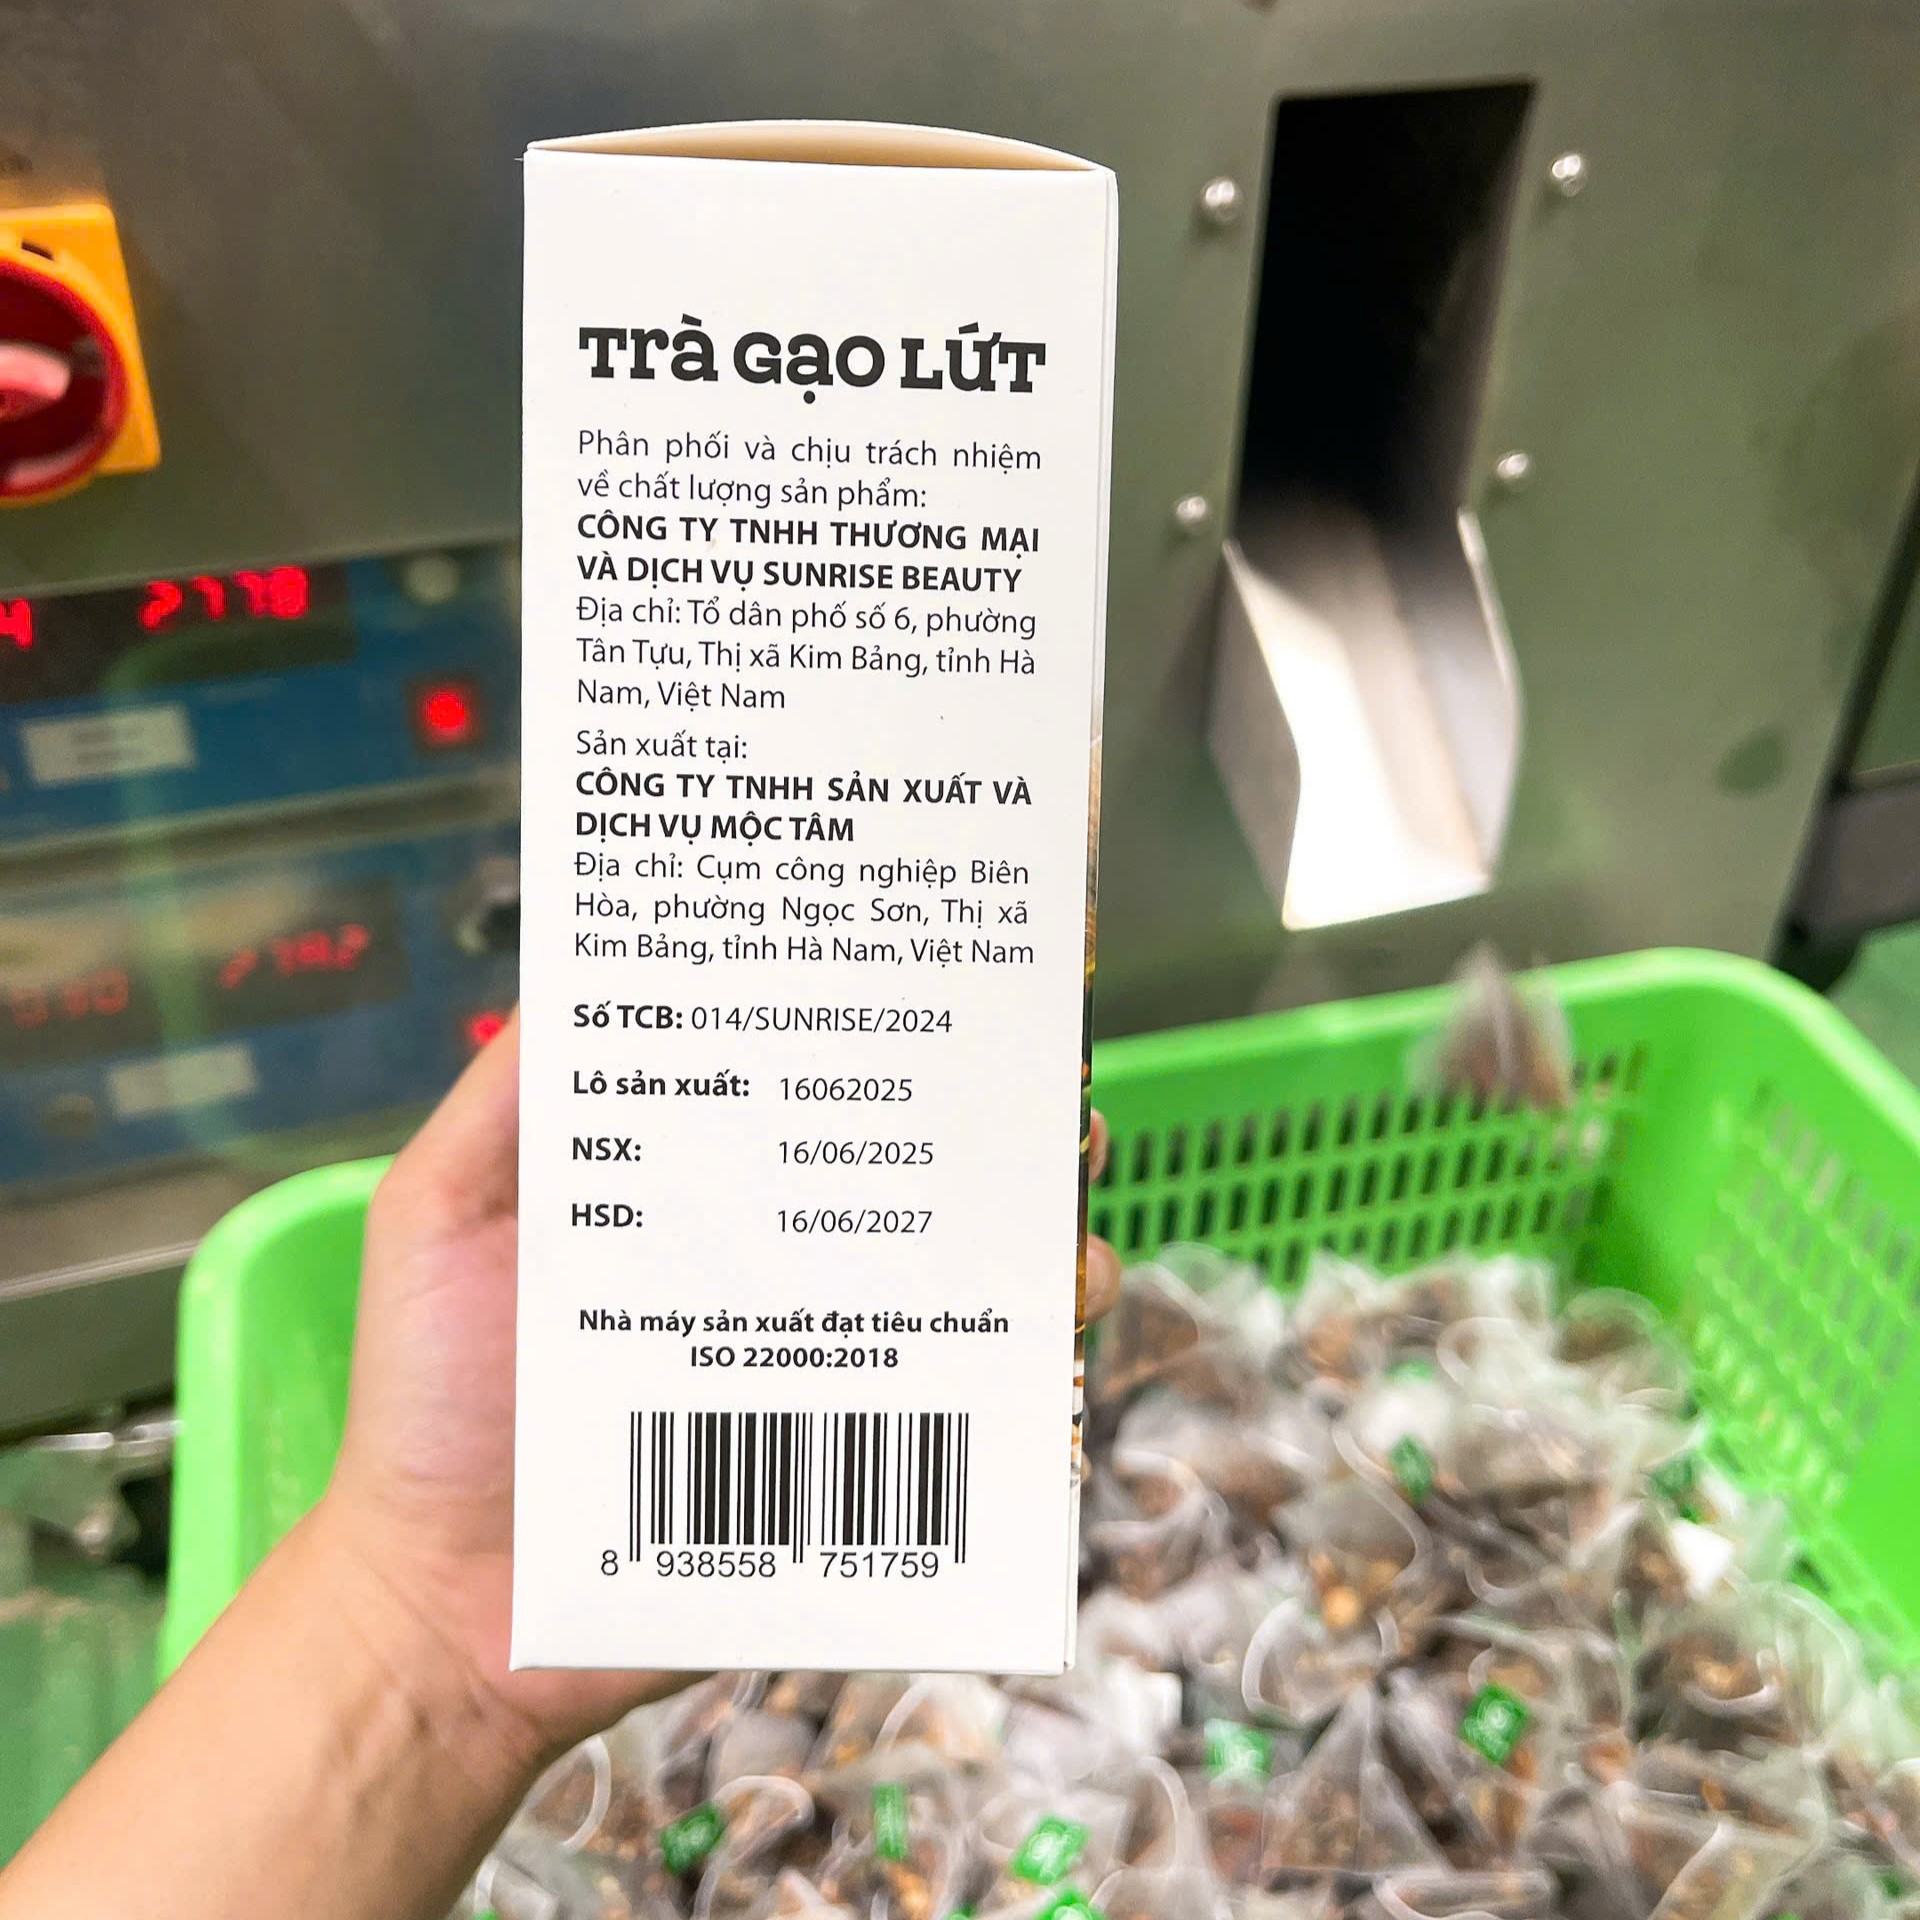 Trà Gạo Lứt
Phân phối và chịu trách nhiệm
về chất lượng sản phẩm:
CÔNG TY TNHH THƯƠNG MẠI
VÀ DỊCH VỤ SUNRISE BEAUTY
Địa chỉ: Tổ dân phố số 6, phường
Tân Tựu, Thị xã Kim Bảng, tỉnh Hà
Nam, Việt Nam
Sản xuất tại:
CÔNG TY TNHH SẢN XUẤT VÀ
DỊCH VỤ MỘC TÂM
Địa chỉ: Cụm công nghiệp Biên
Hòa, phường Ngọc Sơn, Thị xã
Kim Bảng, tỉnh Hà Nam, Việt Nam
Số TCB: 014/SUNRISE/2024
Lô sản xuất: 16062025
NSX: 16/06/2025
HSD: 16/06/2027
Nhà máy sản xuất đạt tiêu chuẩn
ISO 22000:2018
8 938558 751759